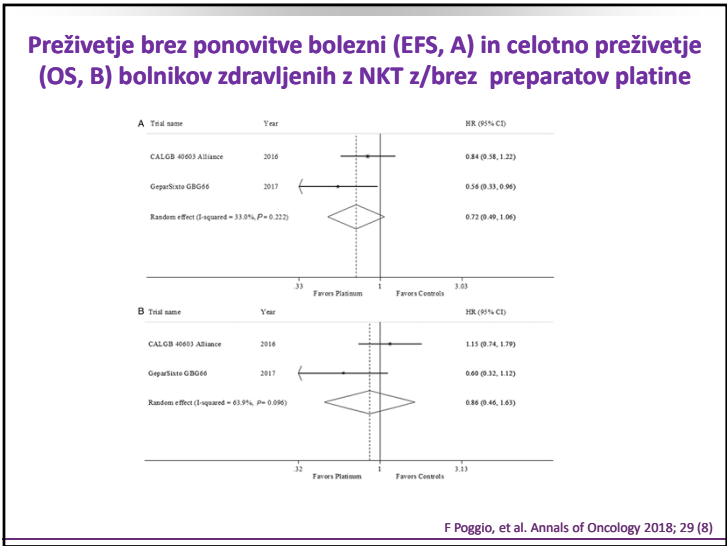 Preživetje brez ponovitve bolezni (EFS, A) in celotno preživetje
(OS, B) bolnikov zdravljenih z NKT z/brez preparatov platine
A Trial name Year HR (95% CI)
CALGB 40603 Alliance 2016 0.84 (0.58, 1.22)
GeparSixto GBG66 2017 0.56 (0.33, 0.96)
Random effect (I-squared = 33.0%, P = 0.222) 0.72 (0.49, 1.06)
.33 1 3.03
Favors Platinum Favors Controls
B Trial name Year HR (95% CI)
CALGB 40603 Alliance 2016 1.15 (0.74, 1.79)
GeparSixto GBG66 2017 0.60 (0.32, 1.12)
Random effect (I-squared = 63.9%, P= 0.096) 0.86 (0.46, 1.63)
.32 1 3.13
Favors Platinum Favors Controls
F Poggio, et al. Annals of Oncology 2018; 29 (8)